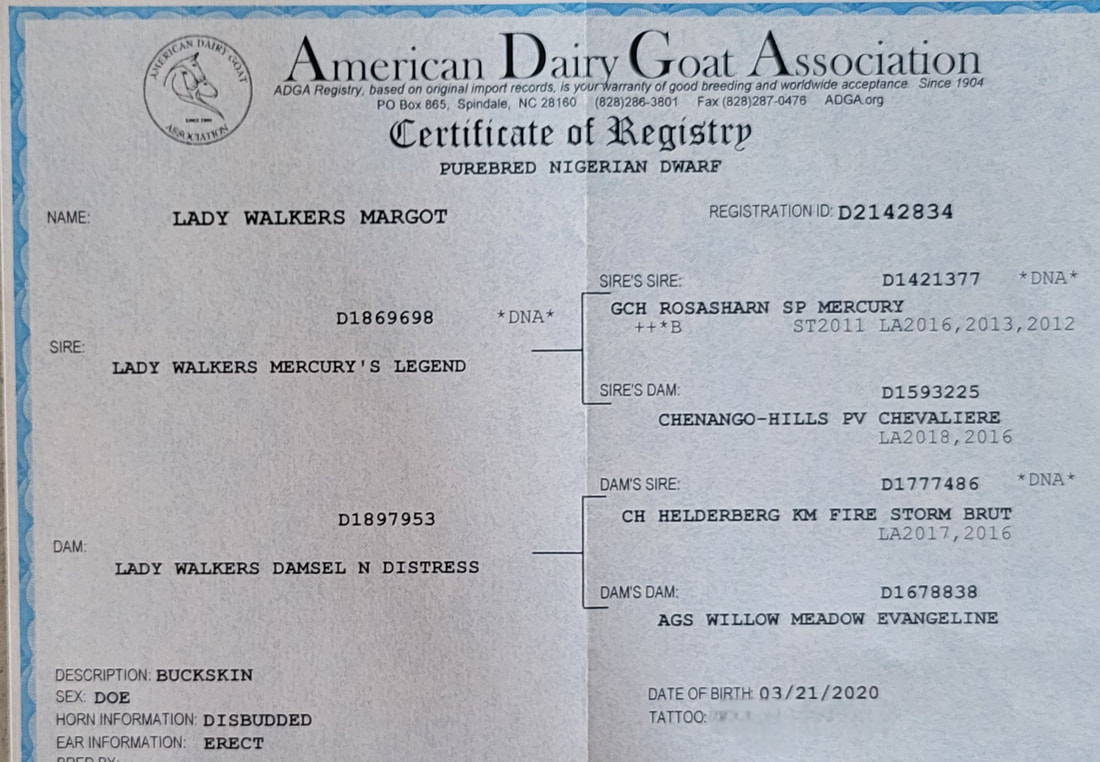 AMERICAN DAIRY GOAT
SINCE 1904
ASSOCIATION
American Dairy Goat Association
ADGA Registry, based on original import records, is your warranty of good breeding and worldwide acceptance. Since 1904
PO Box 865, Spindale, NC 28160 (828)286-3801 Fax (828)287-0476 ADGA.org
Certificate of Registry
PUREBRED NIGERIAN DWARF
NAME: LADY WALKERS MARGOT
REGISTRATION ID: D2142834
SIRE'S SIRE: D1421377 *DNA*
GCH ROSASHARN SP MERCURY
++*B ST2011 LA2016,2013,2012
D1869698 *DNA*
SIRE:
LADY WALKERS MERCURY'S LEGEND
SIRE'S DAM: D1593225
CHENANGO-HILLS PV CHEVALIERE
LA2018,2016
DAM'S SIRE: D1777486 *DNA*
CH HELDERBERG KM FIRE STORM BRUT
LA2017,2016
D1897953
DAM:
LADY WALKERS DAMSEL N DISTRESS
DAM'S DAM: D1678838
AGS WILLOW MEADOW EVANGELINE
DESCRIPTION: BUCKSKIN
SEX: DOE
HORN INFORMATION: DISBUDDED
EAR INFORMATION: ERECT
DATE OF BIRTH: 03/21/2020
TATTOO: